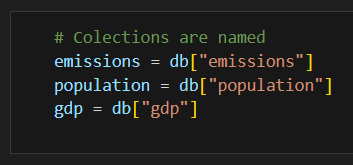 # Colections are named
emissions = db["emissions"]
population = db["population"]
gdp = db["gdp"]